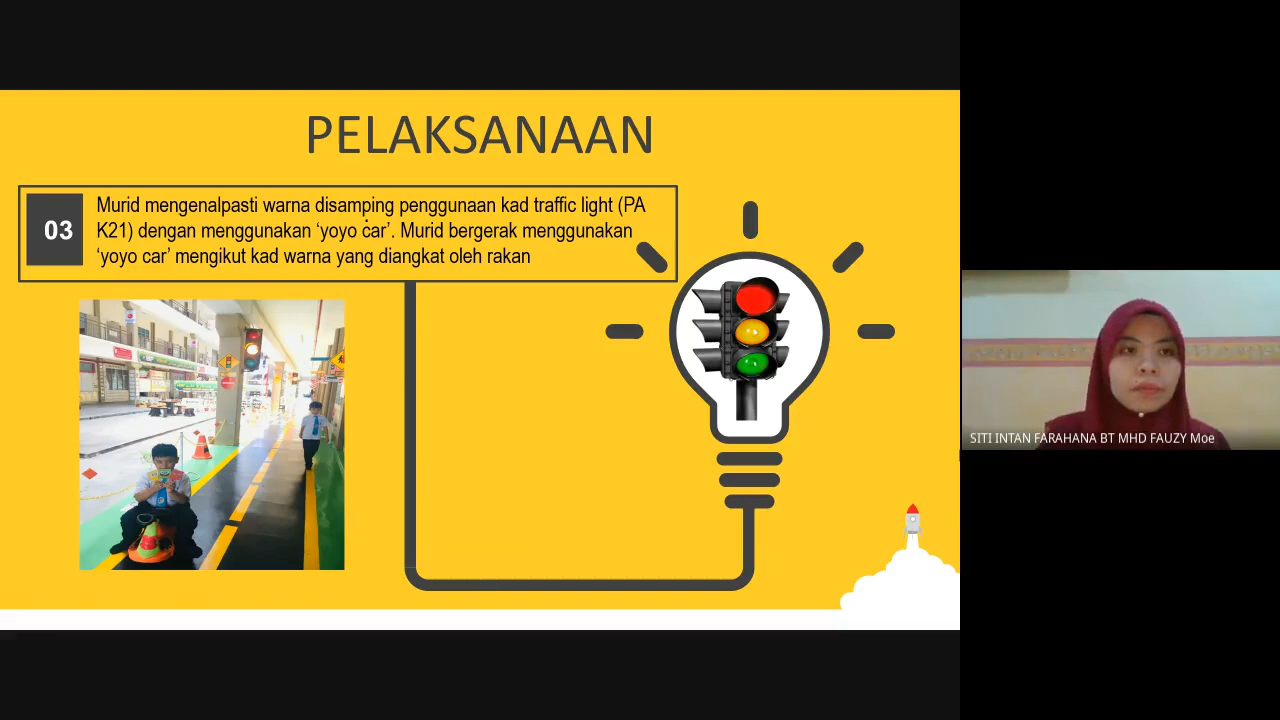 PELAKSANAAN
03
Murid mengenalpasti warna disamping penggunaan kad traffic light (PA
K21) dengan menggunakan ‘yoyo car’. Murid bergerak menggunakan
‘yoyo car’ mengikut kad warna yang diangkat oleh rakan
SITI INTAN FARAHANA BT MHD FAUZY Moe